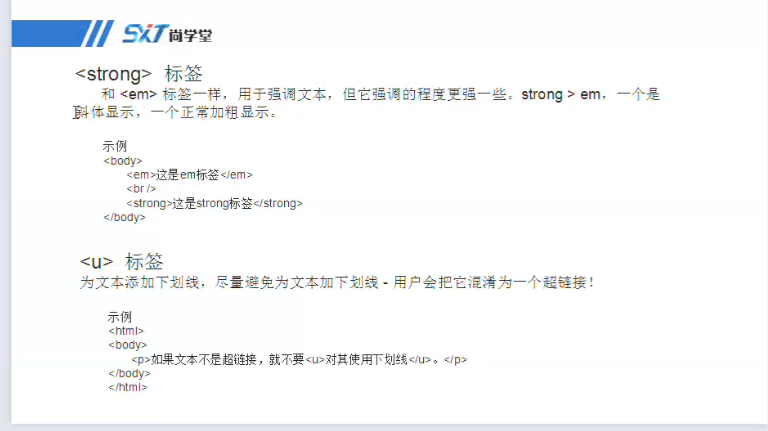 SXT 尚学堂
<strong> 标签
和 <em> 标签一样，用于强调文本，但它强调的程度更强一些。strong > em，一个是
斜体显示，一个正常加粗显示。
示例
<body>
<em>这是em标签</em>
<br />
<strong>这是strong标签</strong>
</body>
<u> 标签
为文本添加下划线，尽量避免为文本加下划线 - 用户会把它混淆为一个超链接！
示例
<html>
<body>
<p>如果文本不是超链接，就不要<u>对其使用下划线</u>。</p>
</body>
</html>